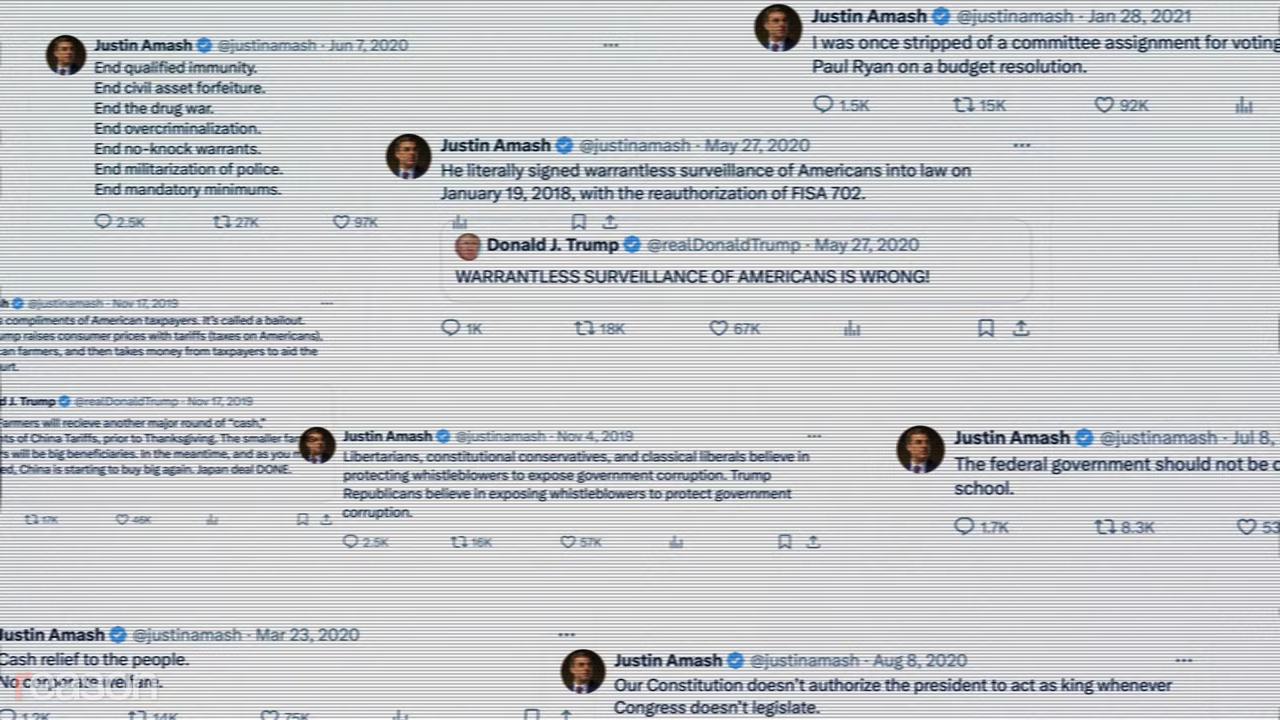 Justin Amash @justinamash · Jun 7, 2020
End qualified immunity.
End civil asset forfeiture.
End the drug war.
End overcriminalization.
End no-knock warrants.
End militarization of police.
End mandatory minimums.
2.5K 27K 97K
Justin Amash @justinamash · Jan 28, 2021
I was once stripped of a committee assignment for voting
Paul Ryan on a budget resolution.
1.5K 15K 92K
Justin Amash @justinamash · May 27, 2020
He literally signed warrantless surveillance of Americans into law on
January 19, 2018, with the reauthorization of FISA 702.
Donald J. Trump @realDonaldTrump · May 27, 2020
WARRANTLESS SURVEILLANCE OF AMERICANS IS WRONG!
1K 18K 67K
h @justinamash · Nov 17, 2019
s compliments of American taxpayers. It's called a bailout.
ump raises consumer prices with tariffs (taxes on Americans),
can farmers, and then takes money from taxpayers to aid the
urt.
d J. Trump @realDonaldTrump · Nov 17, 2019
armers will recieve another major round of "cash,"
ts of China Tariffs, prior to Thanksgiving. The smaller far
s will be big beneficiaries. In the meantime, and as you m
ed, China is starting to buy big again. Japan deal DONE.
17K 46K
Justin Amash @justinamash · Nov 4, 2019
Libertarians, constitutional conservatives, and classical liberals believe in
protecting whistleblowers to expose government corruption. Trump
Republicans believe in exposing whistleblowers to protect government
corruption.
2.5K 16K 57K
Justin Amash @justinamash · Jul 8,
The federal government should not be
school.
1.7K 8.3K 53
Justin Amash @justinamash · Mar 23, 2020
Cash relief to the people.
No corporate welfare.
1.2K 14K 75K
reason
Justin Amash @justinamash · Aug 8, 2020
Our Constitution doesn't authorize the president to act as king whenever
Congress doesn't legislate.